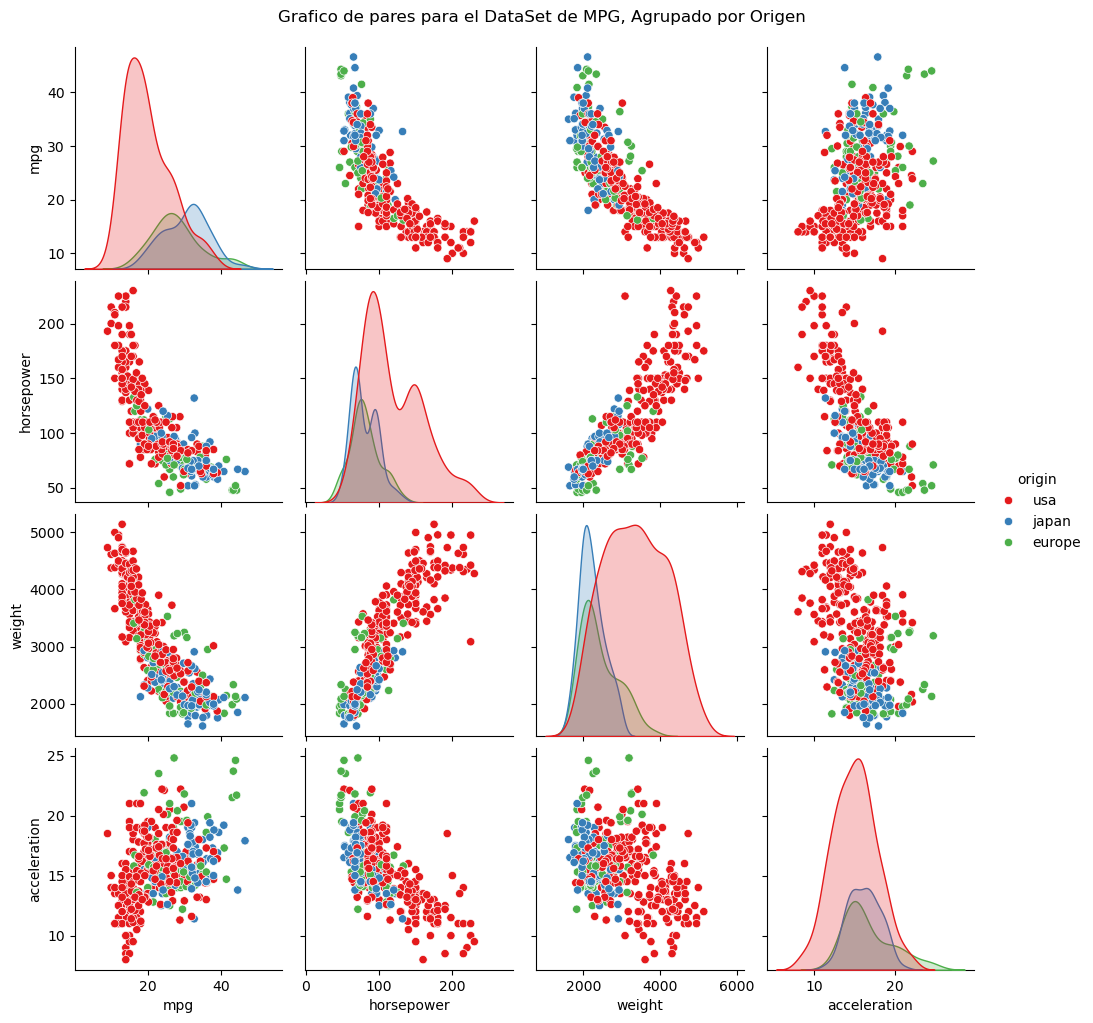 Grafico de pares para el DataSet de MPG, Agrupado por Origen
mpg
40
30
20
10
horsepower
200
150
100
50
origin
usa
japan
europe
weight
5000
4000
3000
2000
acceleration
25
20
15
10
20 40
0 100 200
2000 4000 6000
10 20
mpg horsepower weight acceleration